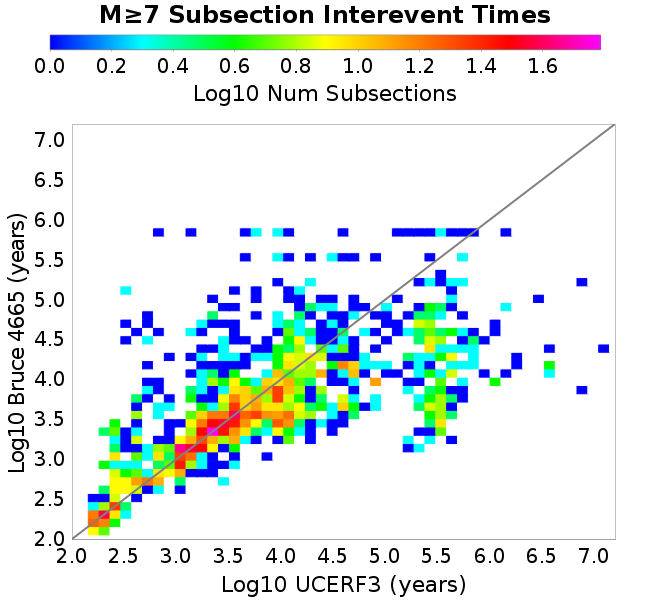 M≥7 Subsection Interevent Times
0.0 0.2 0.4 0.6 0.8 1.0 1.2 1.4 1.6
Log10 Num Subsections
Log10 Bruce 4665 (years)
7.0
6.5
6.0
5.5
5.0
4.5
4.0
3.5
3.0
2.5
2.0
2.0 2.5 3.0 3.5 4.0 4.5 5.0 5.5 6.0 6.5 7.0
Log10 UCERF3 (years)